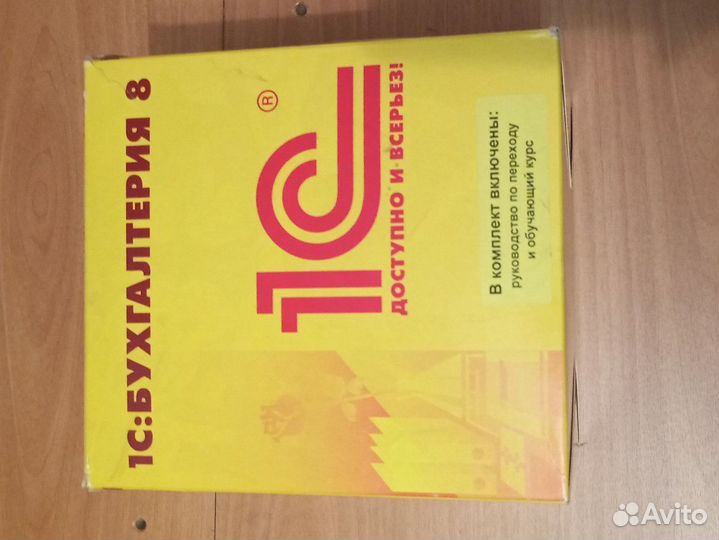 1С:БУХГАЛТЕРИЯ 8
1С®
ДОСТУПНО И ВСЕРЬЕЗ!
В комплект включены:
руководство по переходу
и обучающий курс
Avito